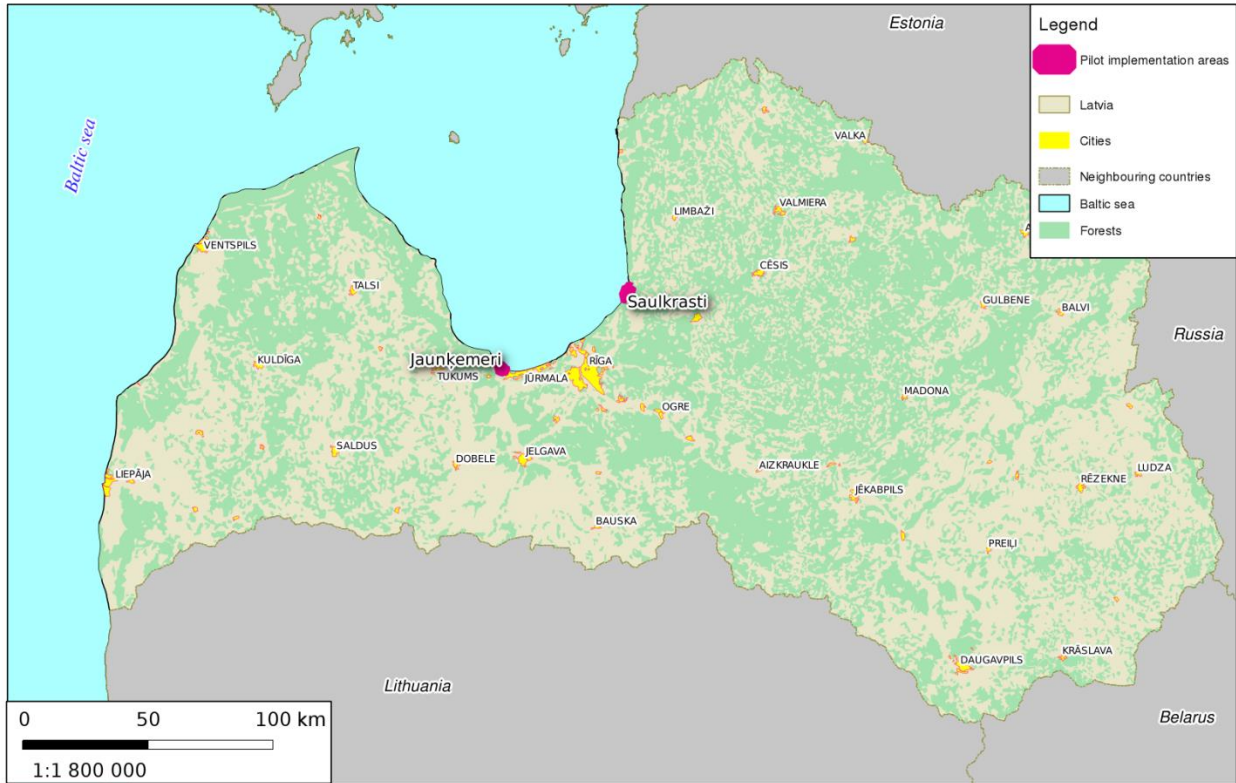 Estonia
Legend
Pilot implementation areas
Latvia
Cities
Neighbouring countries
Baltic sea
Forests
Baltic sea
VALKA
LIMBAŽI
VALMIERA
A
VENTSPILS
CĒSIS
TALSI
Saulkrasti
GULBENE
BALVI
Russia
KULDĪGA
Jaunķemeri
RĪGA
TUKUMS
JŪRMALA
MADONA
OGRE
SALDUS
DOBELE
JELGAVA
AIZKRAUKLE
LIEPĀJA
JĒKABPILS
RĒZEKNE
LUDZA
BAUSKA
PREIĻI
DAUGAVPILS
KRĀSLAVA
Lithuania
Belarus
0 50 100 km
1:1 800 000